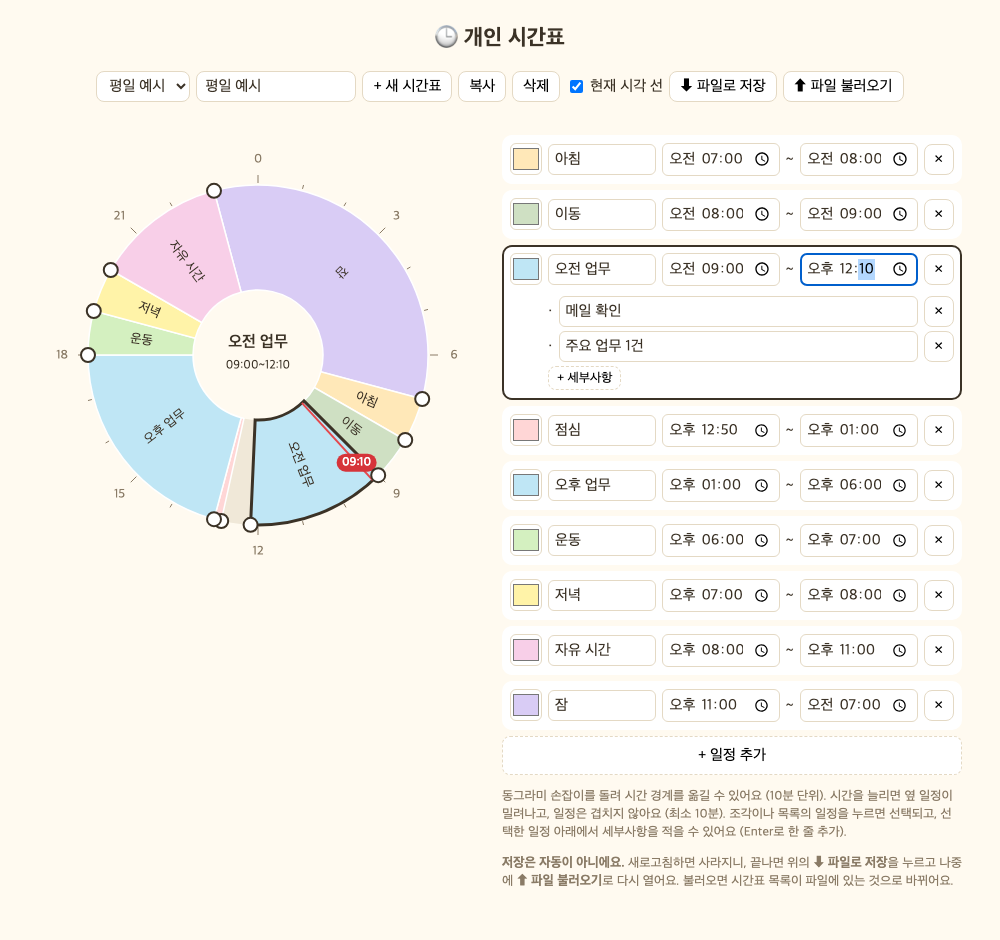 개인 시간표
평일 예시 평일 예시 + 새 시간표 복사 삭제 현재 시각 선 ⬇ 파일로 저장 ⬆ 파일 불러오기
0
3
6
9
12
15
18
21
잠
아침
이동
오전 업무
오후 업무
운동
저녁
자유 시간
오전 업무
09:00~12:10
09:10
아침 오전 07:00 ~ 오전 08:00 ×
이동 오전 08:00 ~ 오전 09:00 ×
오전 업무 오전 09:00 ~ 오후 12:10 ×
· 메일 확인 ×
· 주요 업무 1건 ×
+ 세부사항
점심 오후 12:50 ~ 오후 01:00 ×
오후 업무 오후 01:00 ~ 오후 06:00 ×
운동 오후 06:00 ~ 오후 07:00 ×
저녁 오후 07:00 ~ 오후 08:00 ×
자유 시간 오후 08:00 ~ 오후 11:00 ×
잠 오후 11:00 ~ 오전 07:00 ×
+ 일정 추가
동그라미 손잡이를 돌려 시간 경계를 옮길 수 있어요 (10분 단위). 시간을 늘리면 옆 일정이
밀려나고, 일정은 겹치지 않아요 (최소 10분). 조각이나 목록의 일정을 누르면 선택되고, 선
택한 일정 아래에서 세부사항을 적을 수 있어요 (Enter로 한 줄 추가).
저장은 자동이 아니에요. 새로고침하면 사라지니, 끝나면 위의 ⬇ 파일로 저장을 누르고 나중
에 ⬆ 파일 불러오기로 다시 열어요. 불러오면 시간표 목록이 파일에 있는 것으로 바뀌어요.